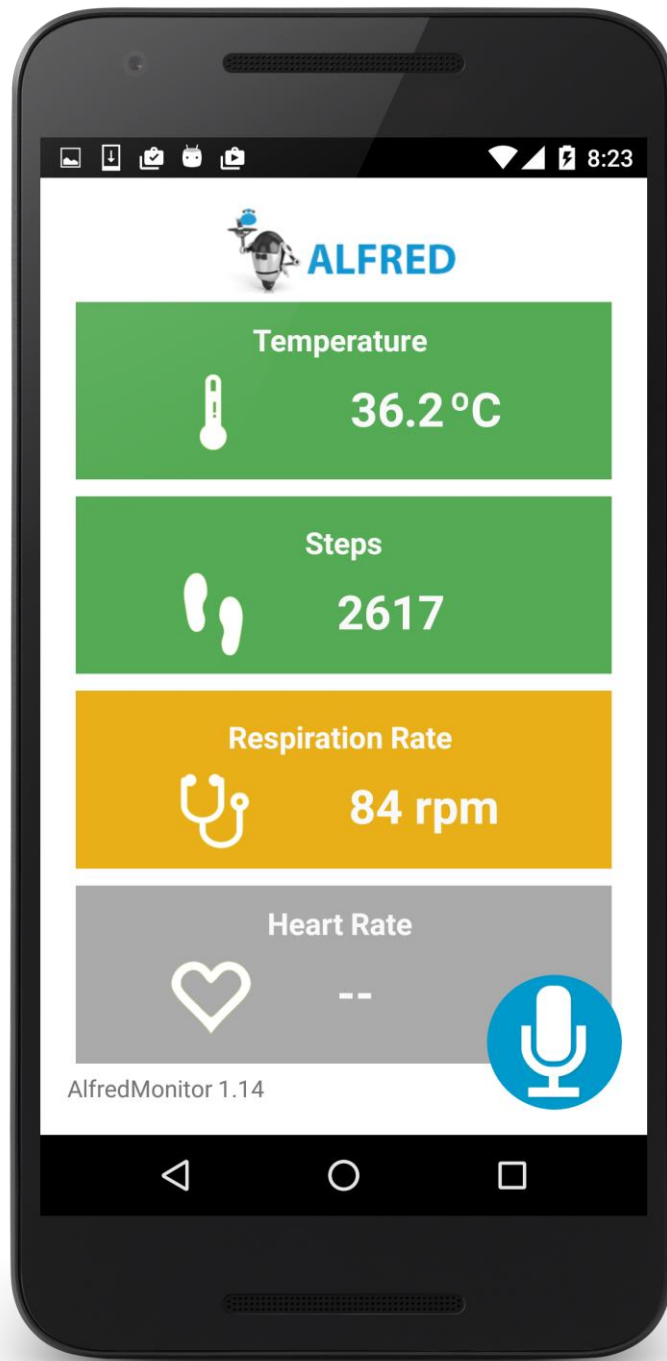 8:23
ALFRED
Temperature
36.2 ºC
Steps
2617
Respiration Rate
84 rpm
Heart Rate
--
AlfredMonitor 1.14